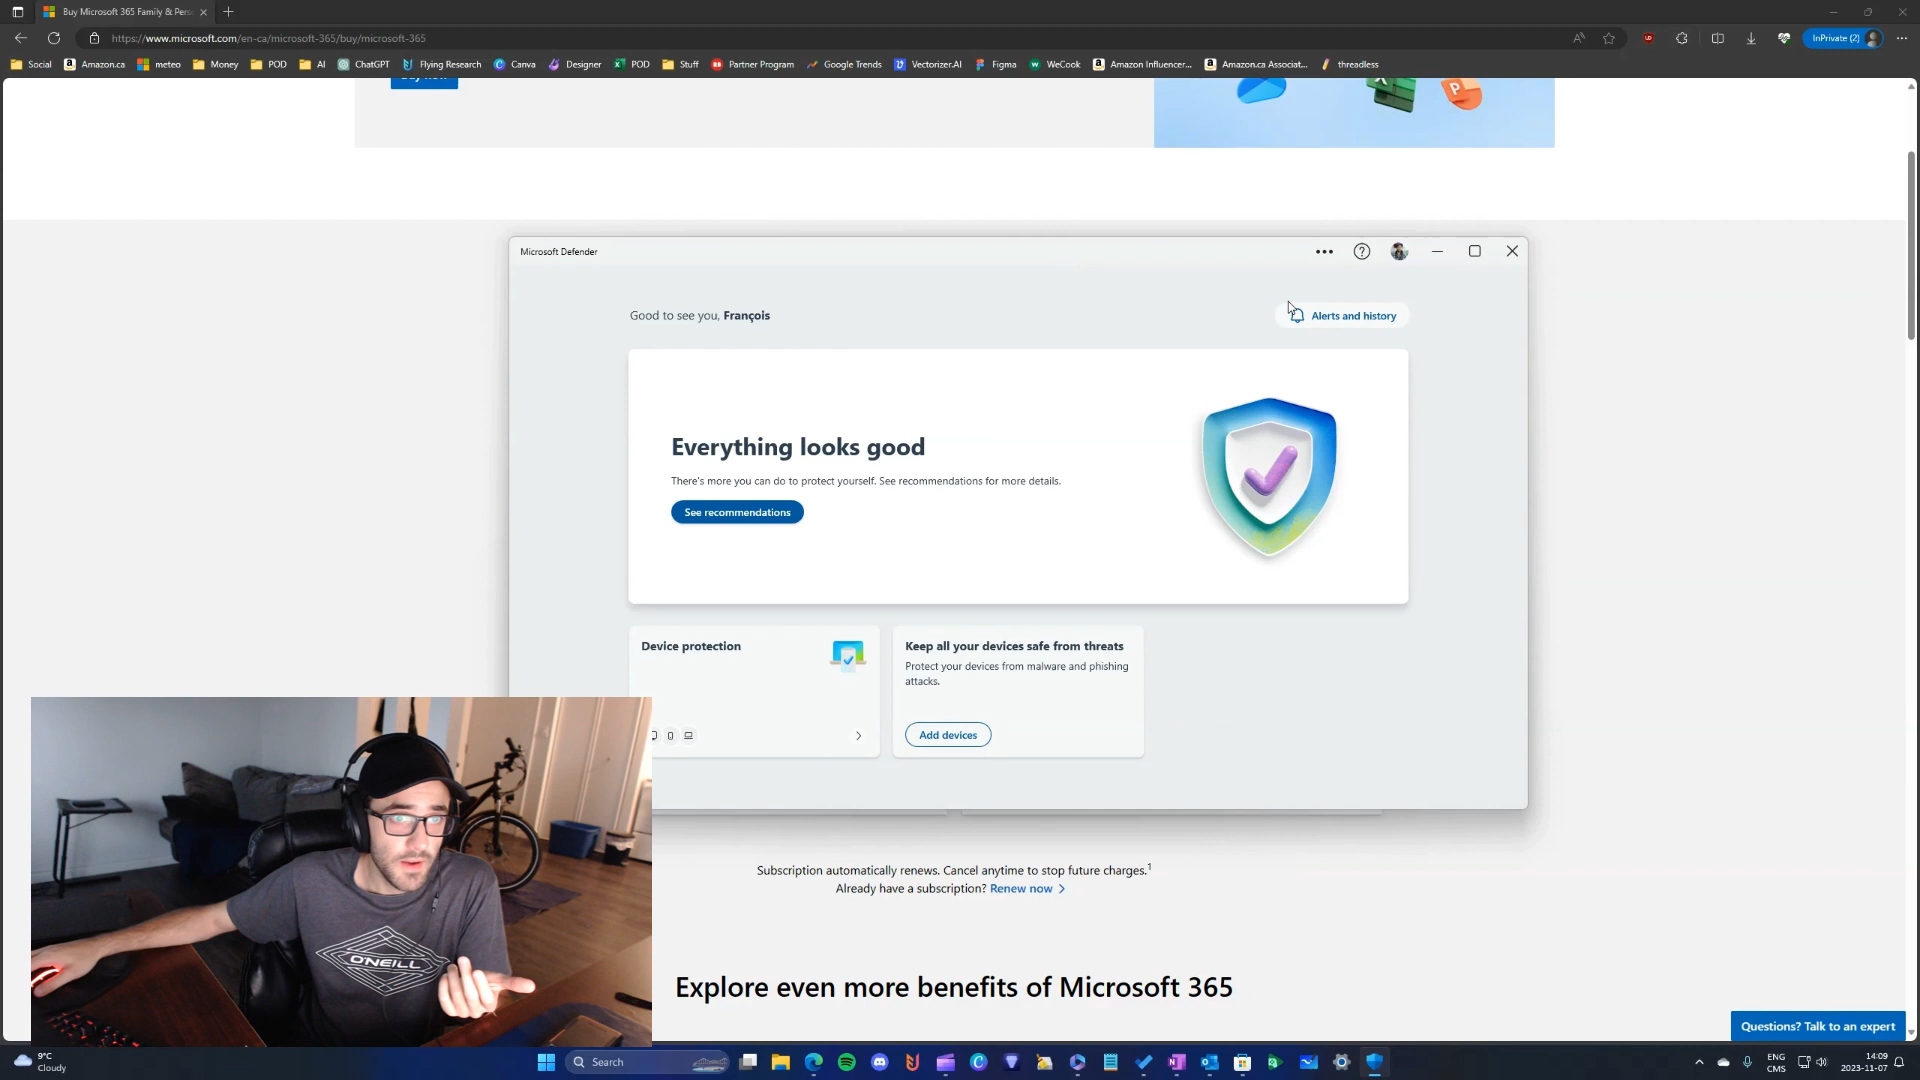 Buy Microsoft 365 Family & Pers
https://www.microsoft.com/en-ca/microsoft-365/buy/microsoft-365
InPrivate (2)
Social
Amazon.ca
meteo
Money
POD
AI
ChatGPT
Flying Research
Canva
Designer
POD
Stuff
Partner Program
Google Trends
Vectorizer.AI
Figma
WeCook
Amazon Influencer...
Amazon.ca Associat...
threadless
Microsoft Defender
Good to see you, François
Alerts and history
Everything looks good
There's more you can do to protect yourself. See recommendations for more details.
See recommendations
Device protection
Keep all your devices safe from threats
Protect your devices from malware and phishing
attacks.
Add devices
Subscription automatically renews. Cancel anytime to stop future charges.1
Already have a subscription? Renew now >
Explore even more benefits of Microsoft 365
Questions? Talk to an expert
O'NEILL
9°C
Cloudy
Search
ENG
CMS
14:09
2023-11-07